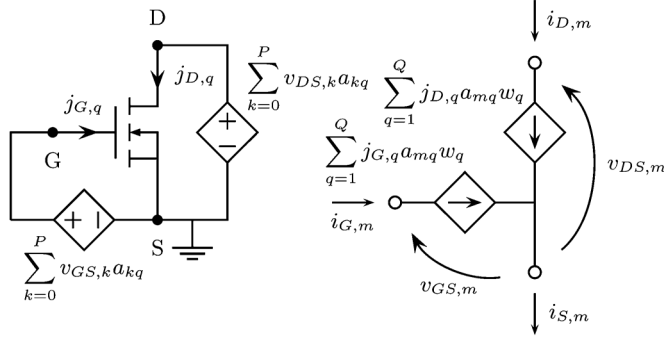 D
j_{D,q}
\sum_{k=0}^{P} v_{DS,k} a_{kq}
j_{G,q}
G
+
−
+ −
S
\sum_{k=0}^{P} v_{GS,k} a_{kq}
i_{D,m}
\sum_{q=1}^{Q} j_{D,q} a_{mq} w_q
\sum_{q=1}^{Q} j_{G,q} a_{mq} w_q
v_{DS,m}
i_{G,m}
v_{GS,m}
i_{S,m}